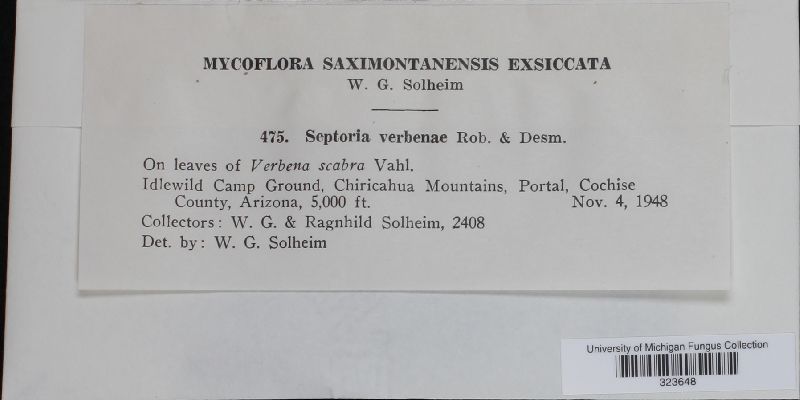 MYCOFLORA SAXIMONTANENSIS EXSICCATA
W. G. Solheim
475. Septoria verbenae Rob. & Desm.
On leaves of Verbena scabra Vahl.
Idlewild Camp Ground, Chiricahua Mountains, Portal, Cochise
County, Arizona, 5,000 ft. Nov. 4, 1948
Collectors: W. G. & Ragnhild Solheim, 2408
Det. by: W. G. Solheim
University of Michigan Fungus Collection
323648